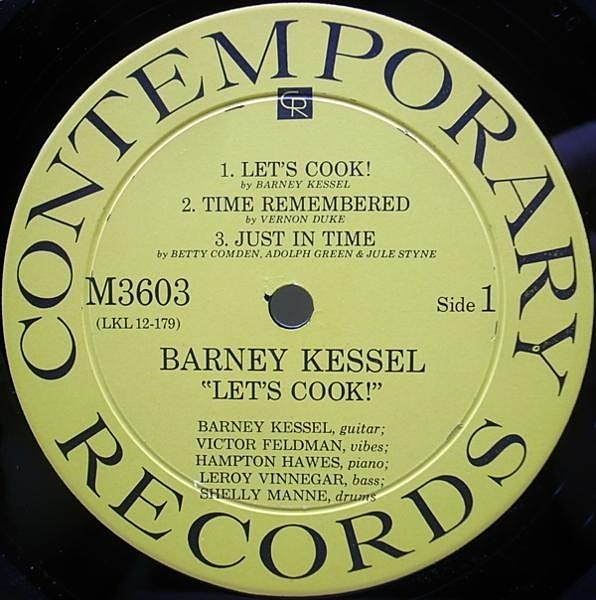 CONTEMPORARY
CR
1. LET'S COOK!
by BARNEY KESSEL
2. TIME REMEMBERED
by VERNON DUKE
3. JUST IN TIME
by BETTY COMDEN, ADOLPH GREEN & JULE STYNE
M3603
(LKL 12-179)
Side 1
BARNEY KESSEL
"LET'S COOK!"
BARNEY KESSEL, guitar;
VICTOR FELDMAN, vibes;
HAMPTON HAWES, piano;
LEROY VINNEGAR, bass;
SHELLY MANNE, drums
RECORDS